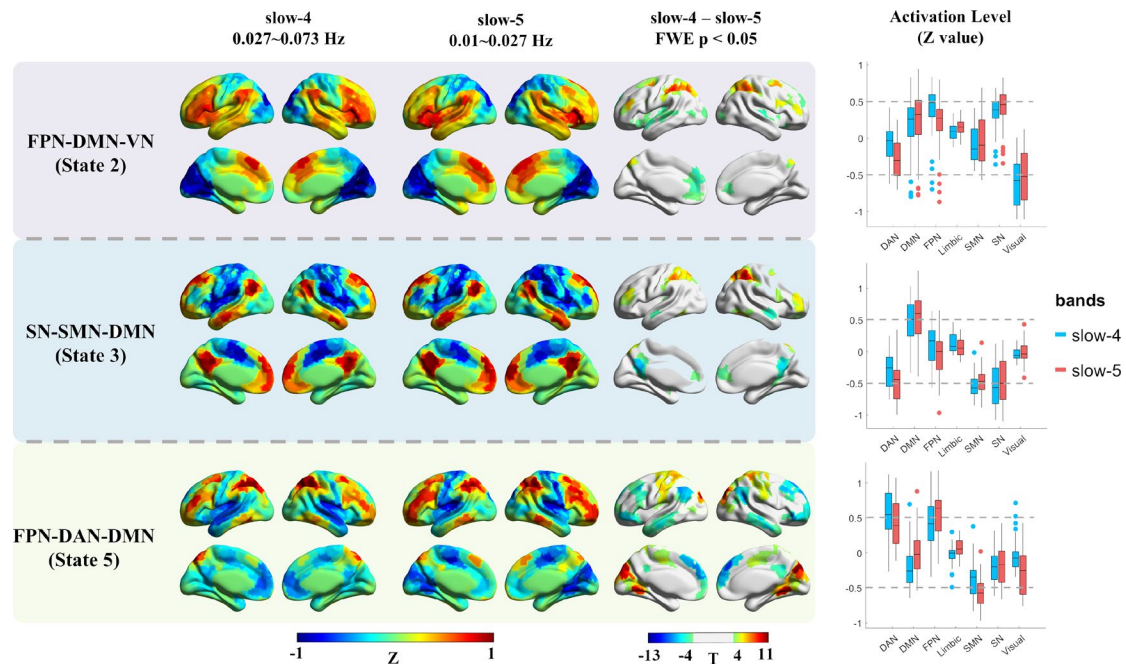 slow-4
0.027~0.073 Hz
slow-5
0.01~0.027 Hz
slow-4 – slow-5
FWE p < 0.05
Activation Level
(Z value)
FPN-DMN-VN
(State 2)
1
0.5
0
-0.5
-1
DAN
DMN
FPN
Limbic
SMN
SN
Visual
SN-SMN-DMN
(State 3)
1
0.5
0
-0.5
-1
DAN
DMN
FPN
Limbic
SMN
SN
Visual
bands
slow-4
slow-5
FPN-DAN-DMN
(State 5)
1
0.5
0
-0.5
-1
DAN
DMN
FPN
Limbic
SMN
SN
Visual
-1 Z 1
-13 -4 T 4 11